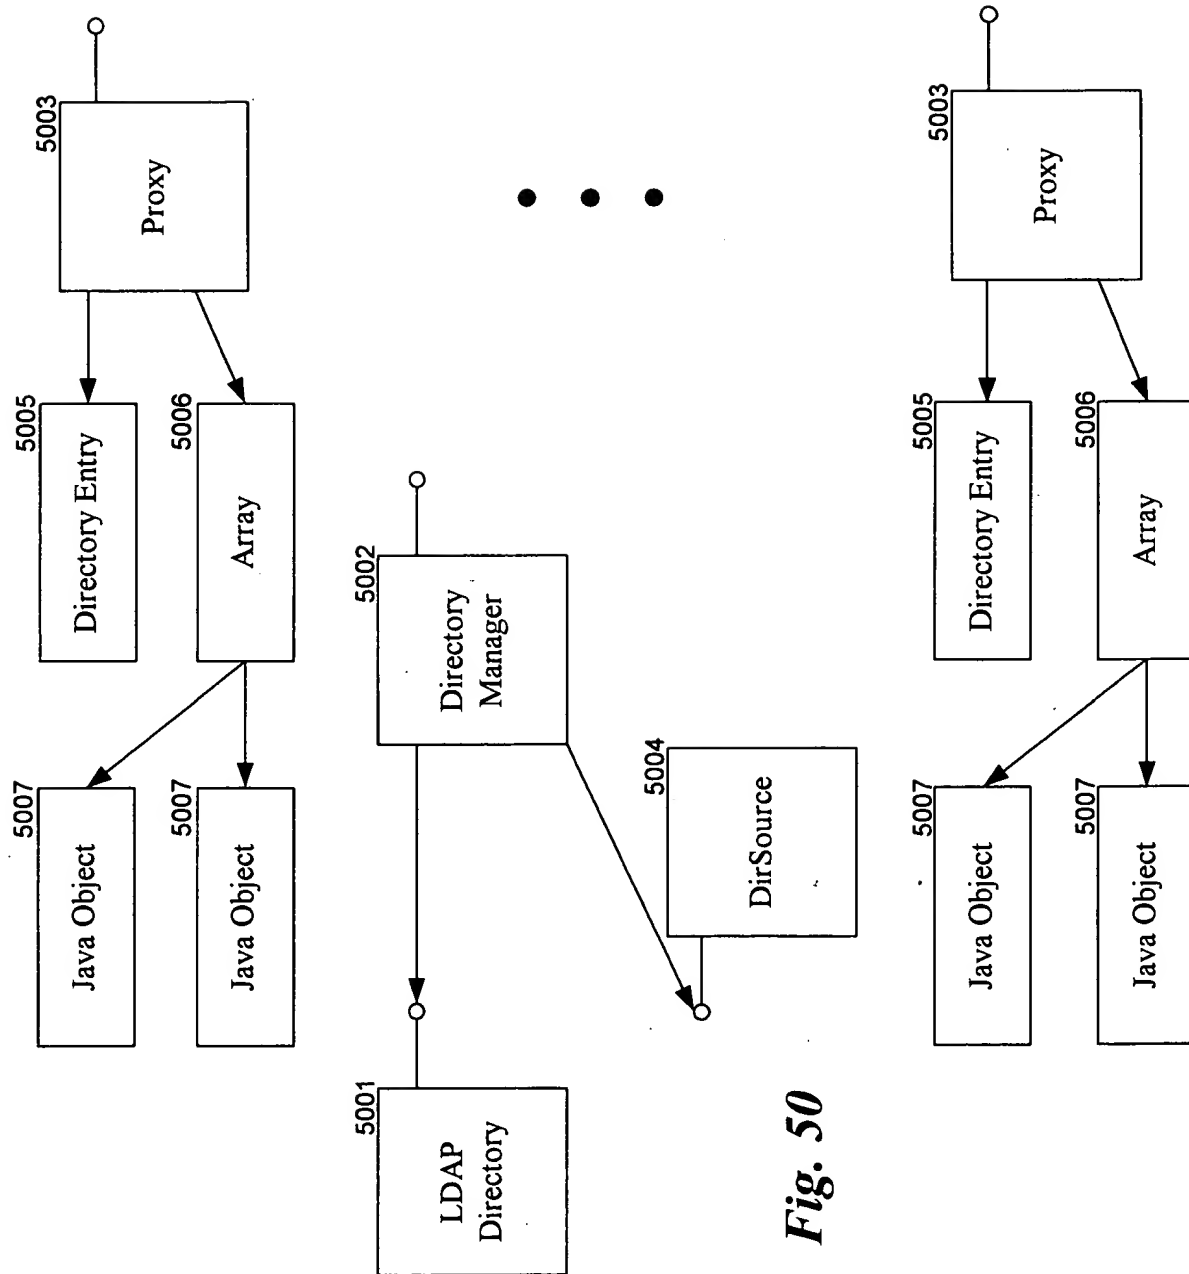 5007
Java Object
5005
Directory Entry
5003
Proxy
5007
Java Object
5006
Array
5001
LDAP
Directory
5002
Directory
Manager
5004
DirSource
Fig. 50
5007
Java Object
5005
Directory Entry
5003
Proxy
5007
Java Object
5006
Array